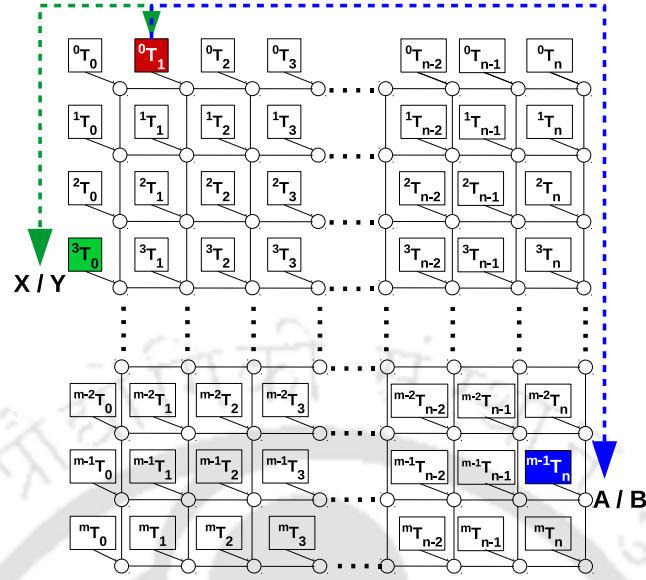 ⁰T₀ ⁰T₁ ⁰T₂ ⁰T₃ ⁰Tₙ₋₂ ⁰Tₙ₋₁ ⁰Tₙ
¹T₀ ¹T₁ ¹T₂ ¹T₃ ¹Tₙ₋₂ ¹Tₙ₋₁ ¹Tₙ
²T₀ ²T₁ ²T₂ ²T₃ ²Tₙ₋₂ ²Tₙ₋₁ ²Tₙ
³T₀ ³T₁ ³T₂ ³T₃ ³Tₙ₋₂ ³Tₙ₋₁ ³Tₙ
X / Y
ᵐ⁻²T₀ ᵐ⁻²T₁ ᵐ⁻²T₂ ᵐ⁻²T₃ ᵐ⁻²Tₙ₋₂ ᵐ⁻²Tₙ₋₁ ᵐ⁻²Tₙ
ᵐ⁻¹T₀ ᵐ⁻¹T₁ ᵐ⁻¹T₂ ᵐ⁻¹T₃ ᵐ⁻¹Tₙ₋₂ ᵐ⁻¹Tₙ₋₁ ᵐ⁻¹Tₙ
A / B
ᵐT₀ ᵐT₁ ᵐT₂ ᵐT₃ ᵐTₙ₋₂ ᵐTₙ₋₁ ᵐTₙ